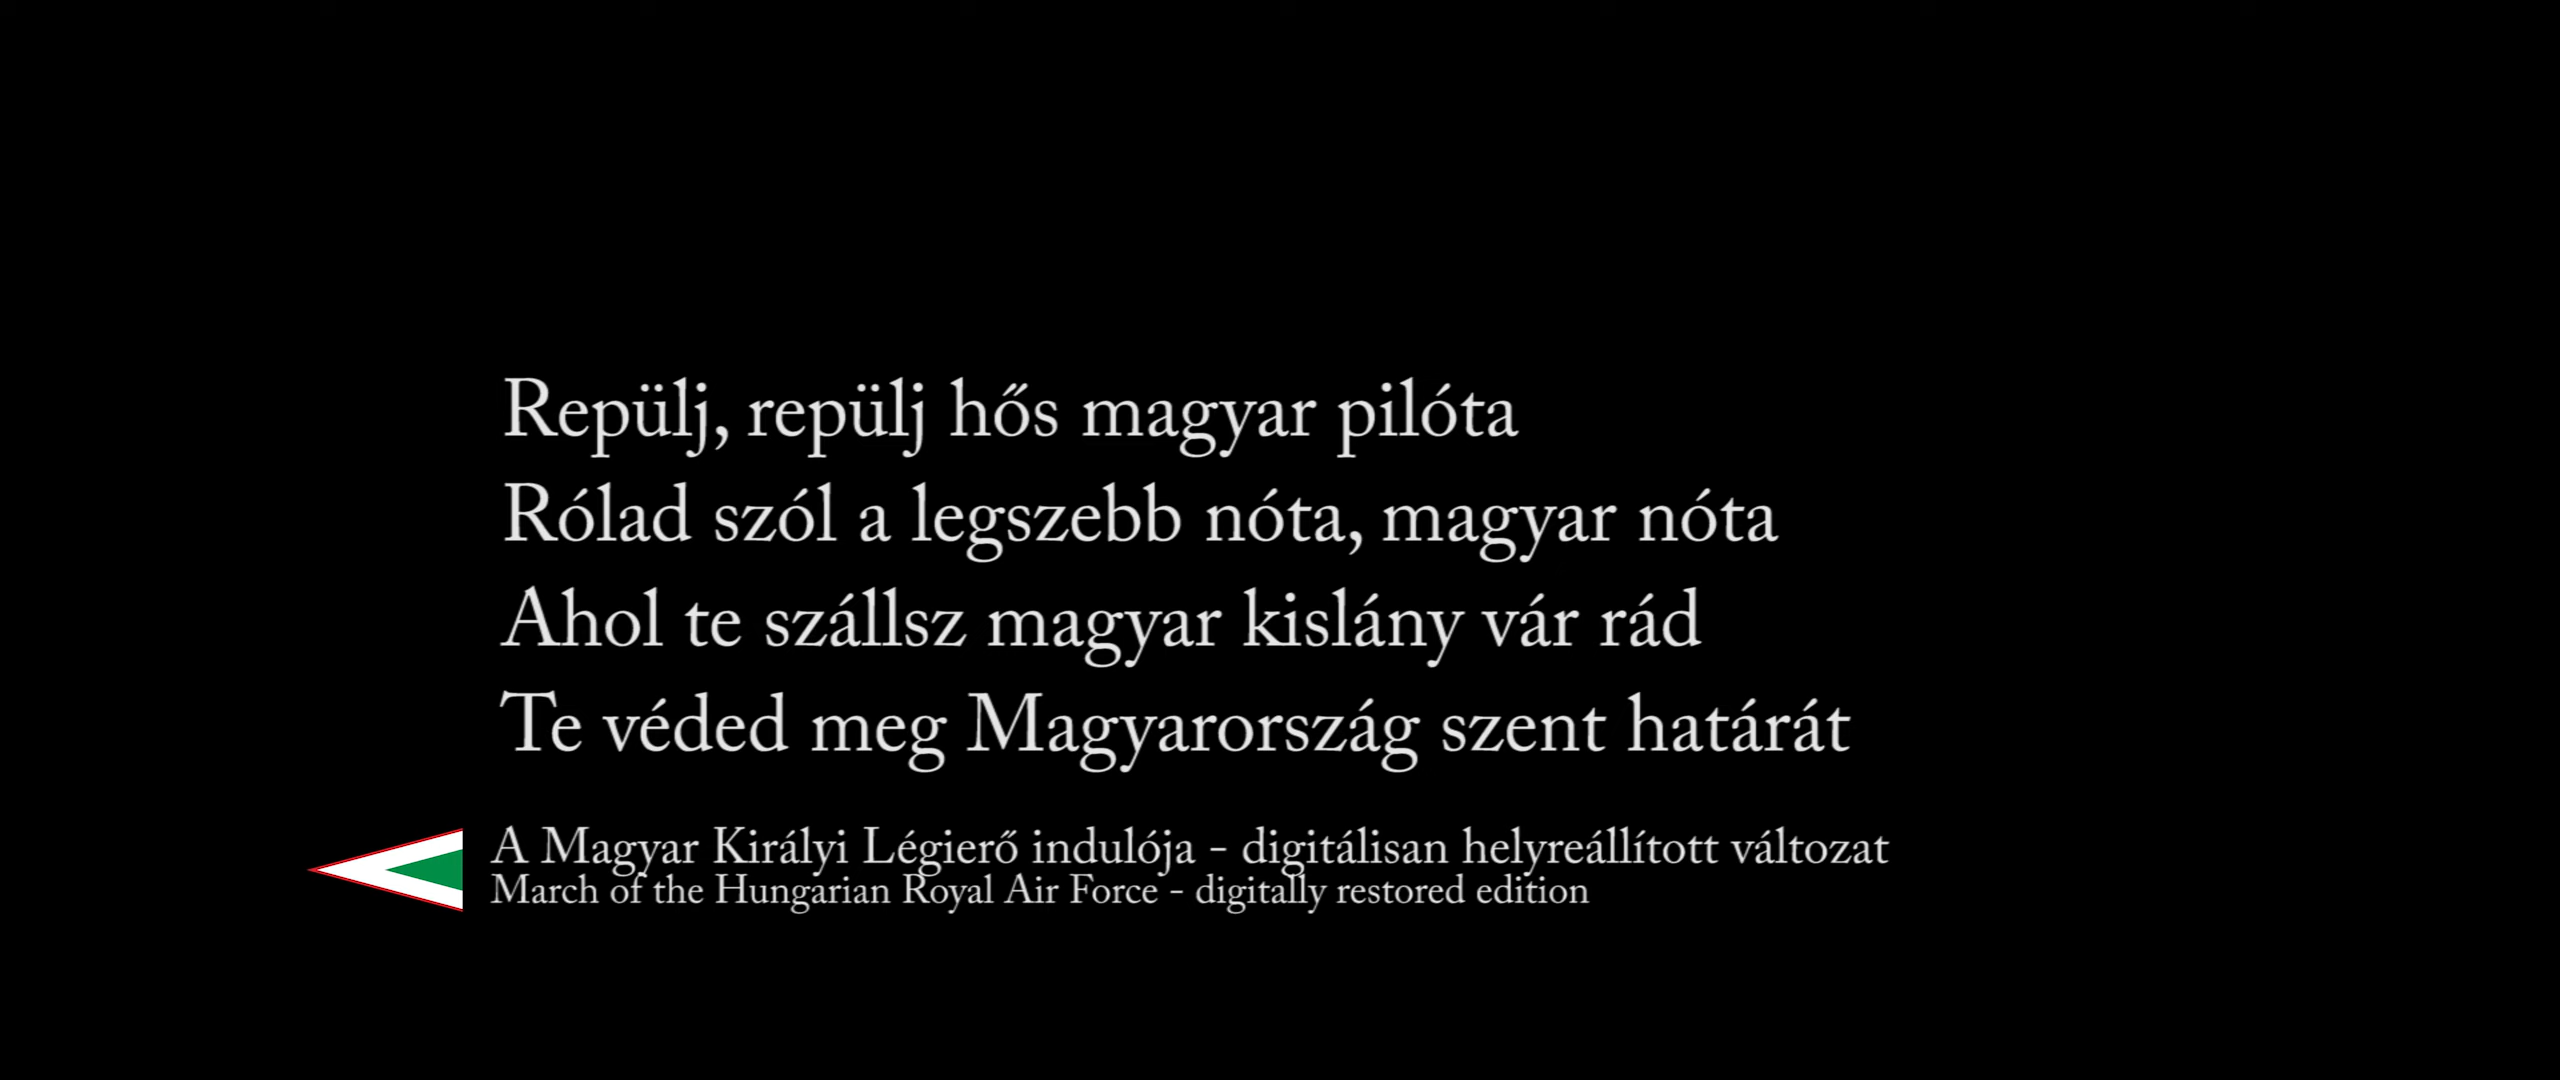 Repülj, repülj hős magyar pilóta
Rólad szól a legszebb nóta, magyar nóta
Ahol te szállsz magyar kislány vár rád
Te véded meg Magyarország szent határát
A Magyar Királyi Légierő indulója - digitálisan helyreállított változat
March of the Hungarian Royal Air Force - digitally restored edition